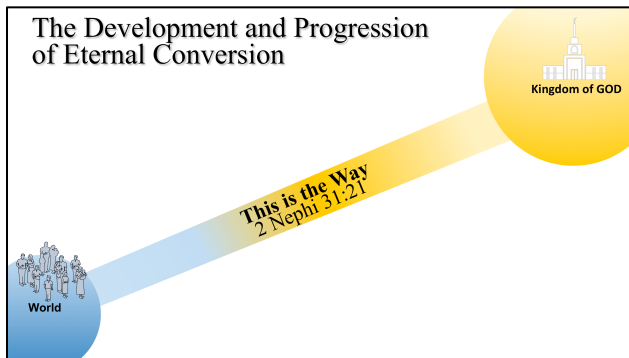 The Development and Progression
of Eternal Conversion
Kingdom of GOD
This is the Way
2 Nephi 31:21
World